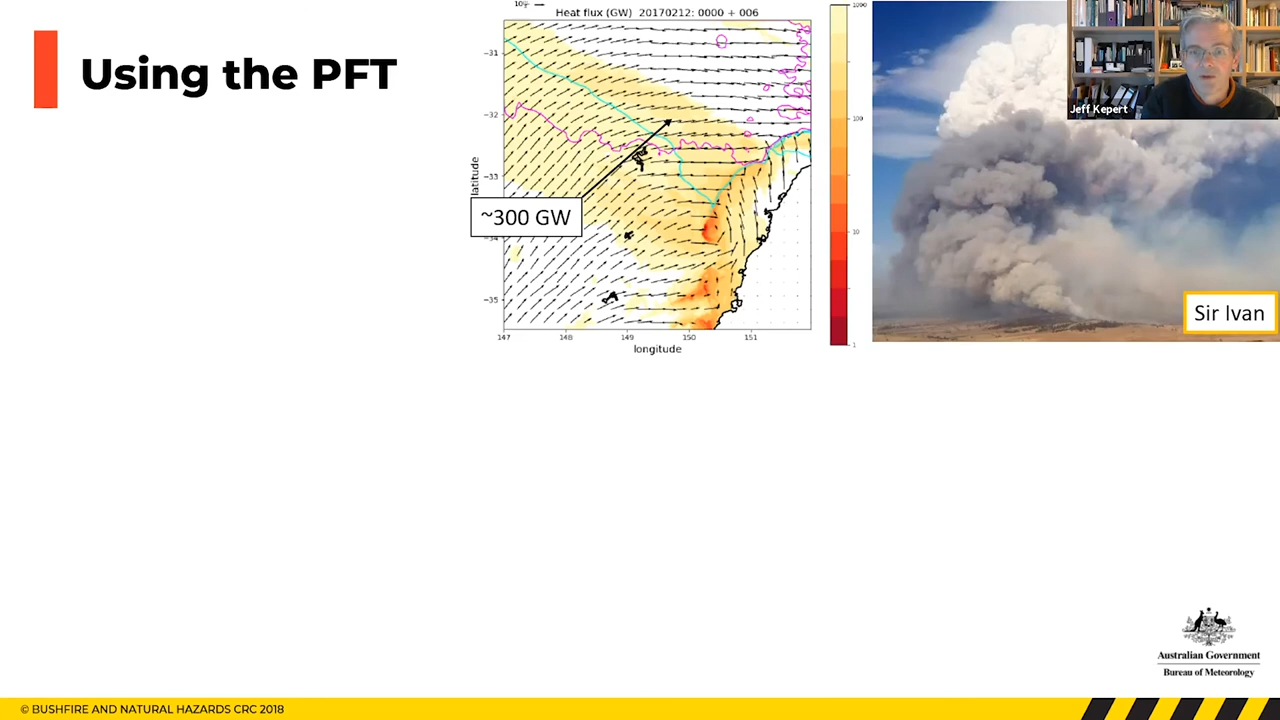 Using the PFT
Heat flux (GW) 20170212: 0000 + 006
latitude
−31
−32
−33
−34
−35
~300 GW
147
148
149
150
151
longitude
1000
100
10
1
Jeff Kepert
Sir Ivan
Australian Government
Bureau of Meteorology
© BUSHFIRE AND NATURAL HAZARDS CRC 2018